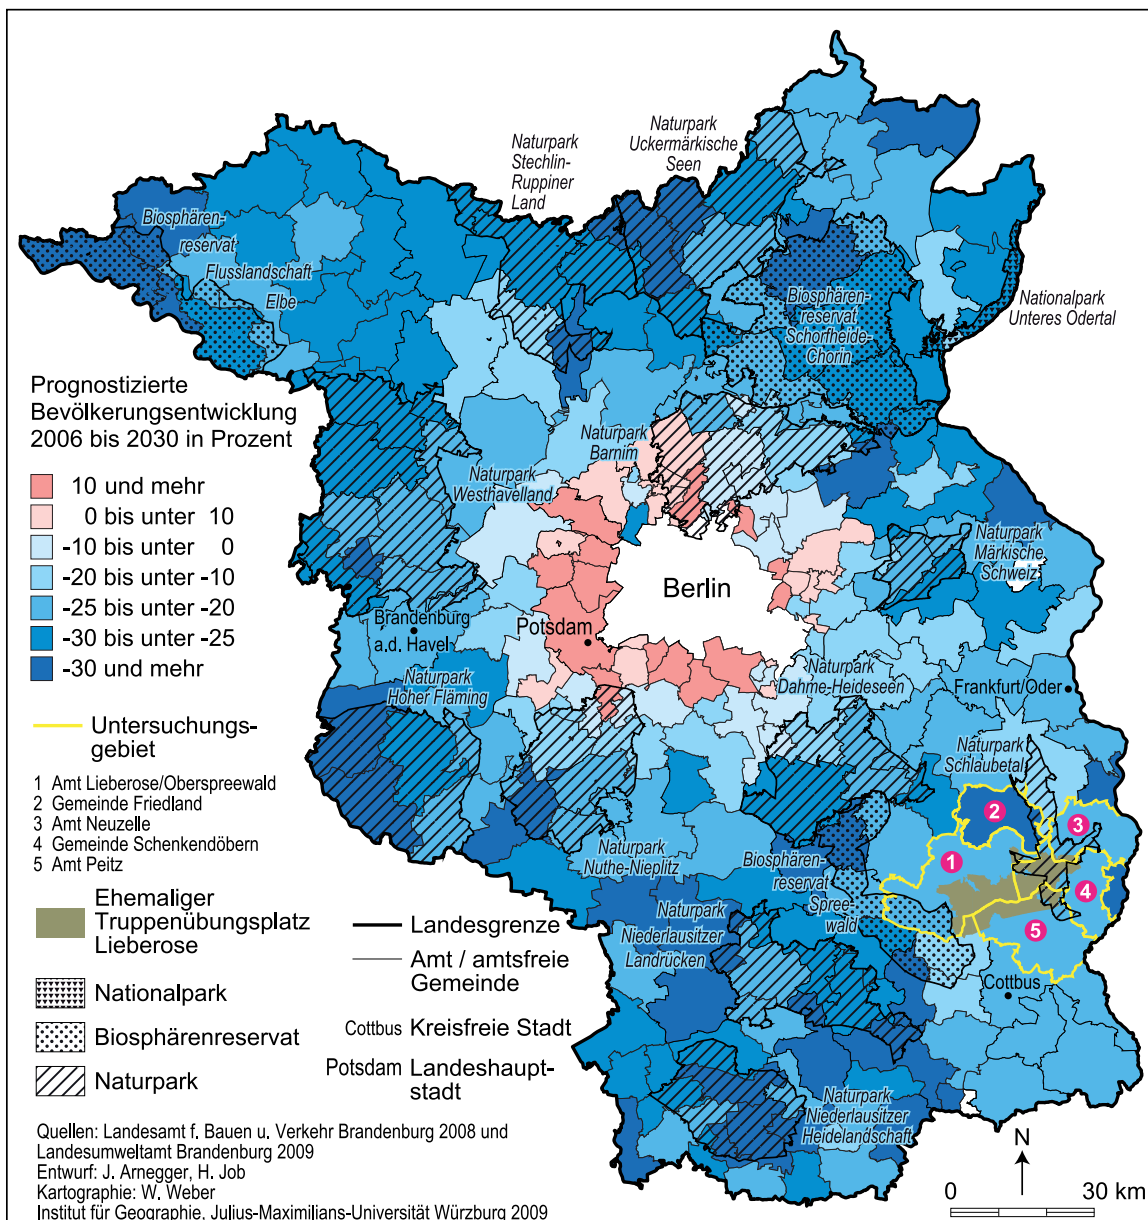 Naturpark
Uckermärkische
Seen
Naturpark
Stechlin-
Ruppiner
Land
Biosphären-
reservat
Flusslandschaft
Elbe
Biosphären-
reservat
Schorfheide-
Chorin
Nationalpark
Unteres Odertal
Naturpark
Barnim
Naturpark
Westhavelland
Naturpark
Märkische
Schweiz
Berlin
Brandenburg
a.d. Havel
Potsdam
Naturpark
Hoher Fläming
Naturpark
Dahme-Heideseen
Frankfurt/Oder
Naturpark
Schlaubetal
Naturpark
Nuthe-Nieplitz
Biosphären-
reservat
Spree-
wald
Naturpark
Niederlausitzer
Landrücken
Cottbus
Naturpark
Niederlausitzer
Heidelandschaft
1
2
3
4
5
Prognostizierte
Bevölkerungsentwicklung
2006 bis 2030 in Prozent
10 und mehr
0 bis unter 10
-10 bis unter 0
-20 bis unter -10
-25 bis unter -20
-30 bis unter -25
-30 und mehr
Untersuchungs-
gebiet
1 Amt Lieberose/Oberspreewald
2 Gemeinde Friedland
3 Amt Neuzelle
4 Gemeinde Schenkendöbern
5 Amt Peitz
Ehemaliger
Truppenübungsplatz
Lieberose
Nationalpark
Biosphärenreservat
Naturpark
Landesgrenze
Amt / amtsfreie
Gemeinde
Cottbus Kreisfreie Stadt
Potsdam Landeshaupt-
stadt
Quellen: Landesamt f. Bauen u. Verkehr Brandenburg 2008 und
Landesumweltamt Brandenburg 2009
Entwurf: J. Arnegger, H. Job
Kartographie: W. Weber
Institut für Geographie, Julius-Maximilians-Universität Würzburg 2009
N
0 30 km